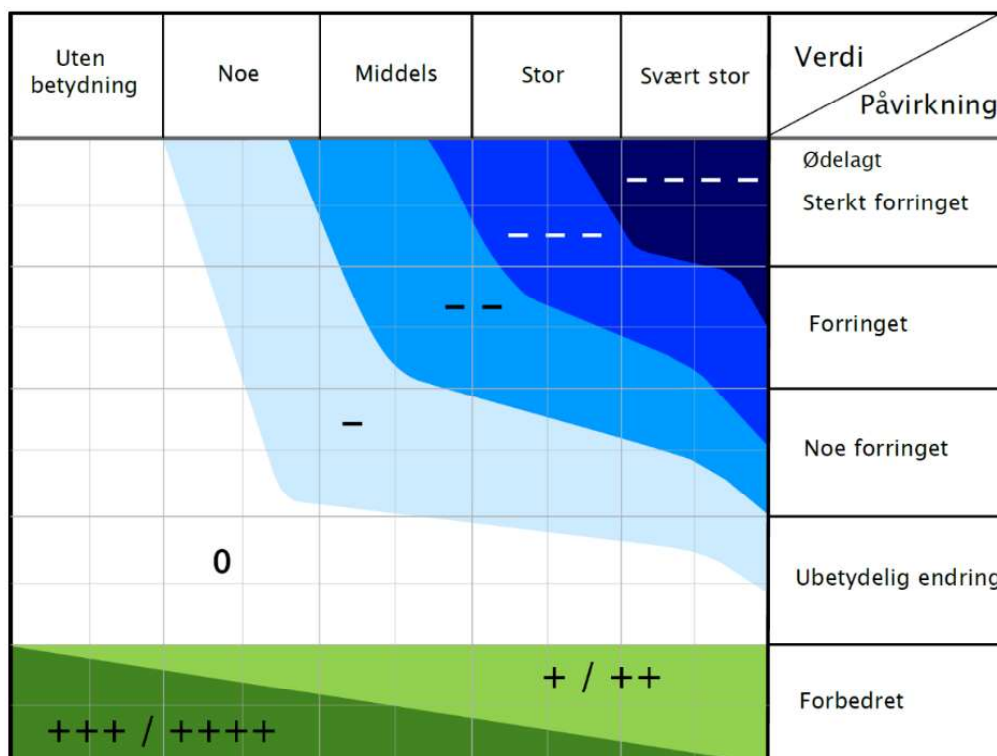 Uten
betydning
Noe
Middels
Stor
Svært stor
Verdi
Påvirkning
Ødelagt
Sterkt forringet
– – – –
– – –
Forringet
– –
Noe forringet
–
Ubetydelig endring
0
Forbedret
+ / ++
+++ / ++++